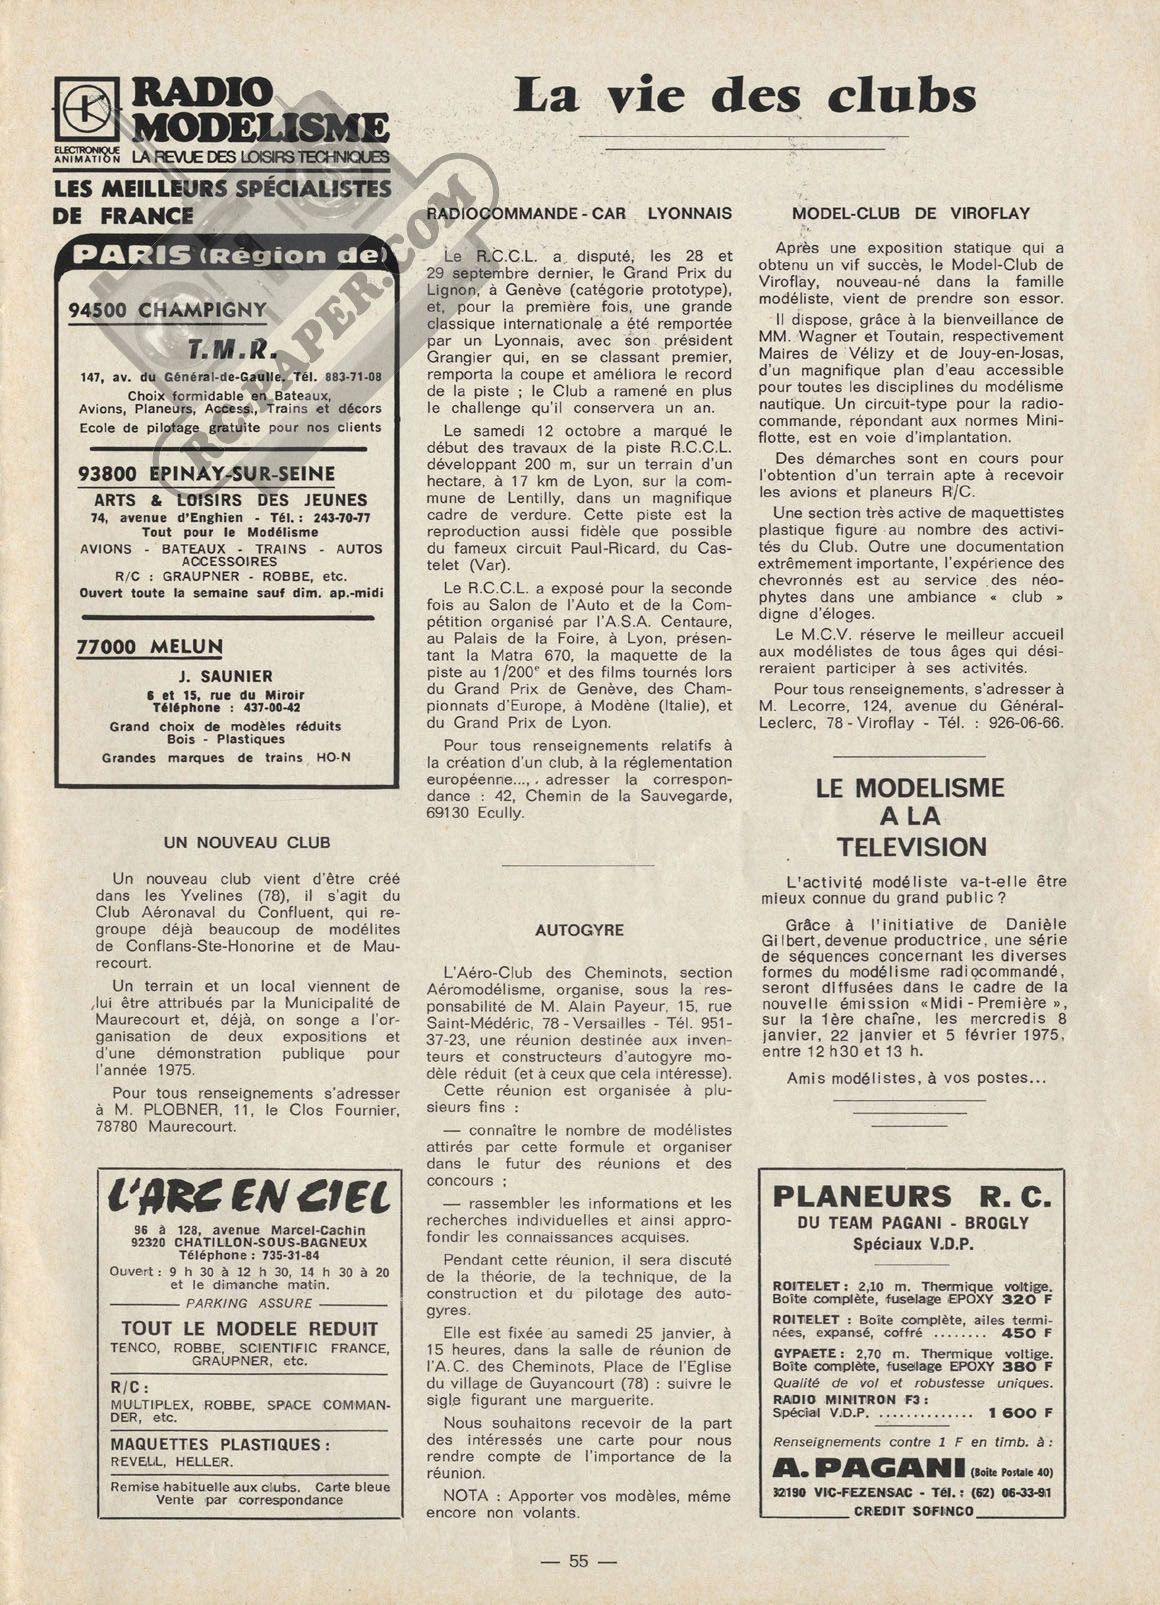 RADIO
MODELISME
ELECTRONIQUE
ANIMATION
LA REVUE DES LOISIRS TECHNIQUES
LES MEILLEURS SPÉCIALISTES
DE FRANCE
PARIS (Région de)
94500 CHAMPIGNY
T.M.R.
147, av. du Général-de-Gaulle. Tél. 883-71-08
Choix formidable en Bateaux,
Avions, Planeurs, Access., Trains et décors
Ecole de pilotage gratuite pour nos clients
93800 EPINAY-SUR-SEINE
ARTS & LOISIRS DES JEUNES
74, avenue d'Enghien - Tél. : 243-70-77
Tout pour le Modélisme
AVIONS - BATEAUX - TRAINS - AUTOS
ACCESSOIRES
R/C : GRAUPNER - ROBBE, etc.
Ouvert toute la semaine sauf dim. ap.-midi
77000 MELUN
J. SAUNIER
6 et 15, rue du Miroir
Téléphone : 437-00-42
Grand choix de modèles réduits
Bois - Plastiques
Grandes marques de trains HO-N
UN NOUVEAU CLUB
Un nouveau club vient d'être créé
dans les Yvelines (78), il s'agit du
Club Aéronaval du Confluent, qui re-
groupe déjà beaucoup de modélites
de Conflans-Ste-Honorine et de Mau-
recourt.
Un terrain et un local viennent de
lui être attribués par la Municipalité de
Maurecourt et, déjà, on songe a l'or-
ganisation de deux expositions et
d'une démonstration publique pour
l'année 1975.
Pour tous renseignements s'adresser
à M. PLOBNER, 11, le Clos Fournier,
78780 Maurecourt.
L'ARC EN CIEL
96 à 128, avenue Marcel-Cachin
92320 CHATILLON-SOUS-BAGNEUX
Téléphone : 735-31-84
Ouvert : 9 h 30 à 12 h 30, 14 h 30 à 20
et le dimanche matin.
PARKING ASSURE
TOUT LE MODELE REDUIT
TENCO, ROBBE, SCIENTIFIC FRANCE,
GRAUPNER, etc.
R/C :
MULTIPLEX, ROBBE, SPACE COMMAN-
DER, etc.
MAQUETTES PLASTIQUES :
REVELL, HELLER.
Remise habituelle aux clubs. Carte bleue
Vente par correspondance
La vie des clubs
RADIOCOMMANDE - CAR LYONNAIS
Le R.C.C.L. a disputé, les 28 et
29 septembre dernier, le Grand Prix du
Lignon, à Genève (catégorie prototype),
et, pour la première fois, une grande
classique internationale a été remportée
par un Lyonnais, avec son président
Grangier qui, en se classant premier,
remporta la coupe et améliora le record
de la piste ; le Club a ramené en plus
le challenge qu'il conservera un an.
Le samedi 12 octobre a marqué le
début des travaux de la piste R.C.C.L.
développant 200 m, sur un terrain d'un
hectare, à 17 km de Lyon, sur la com-
mune de Lentilly, dans un magnifique
cadre de verdure. Cette piste est la
reproduction aussi fidèle que possible
du fameux circuit Paul-Ricard, du Cas-
telet (Var).
Le R.C.C.L. a exposé pour la seconde
fois au Salon de l'Auto et de la Com-
pétition organisé par l'A.S.A. Centaure,
au Palais de la Foire, à Lyon, présen-
tant la Matra 670, la maquette de la
piste au 1/200e et des films tournés lors
du Grand Prix de Genève, des Cham-
pionnats d'Europe, à Modène (Italie), et
du Grand Prix de Lyon.
Pour tous renseignements relatifs à
la création d'un club, à la réglementation
européenne..., adresser la correspon-
dance : 42, Chemin de la Sauvegarde,
69130 Ecully.
AUTOGYRE
L'Aéro-Club des Cheminots, section
Aéromodélisme, organise, sous la res-
ponsabilité de M. Alain Payeur, 15, rue
Saint-Médéric, 78 - Versailles - Tél. 951-
37-23, une réunion destinée aux inven-
teurs et constructeurs d'autogyre mo-
dèle réduit (et à ceux que cela intéresse).
Cette réunion est organisée à plu-
sieurs fins :
— connaître le nombre de modélistes
attirés par cette formule et organiser
dans le futur des réunions et des
concours ;
— rassembler les informations et les
recherches individuelles et ainsi appro-
fondir les connaissances acquises.
Pendant cette réunion, il sera discuté
de la théorie, de la technique, de la
construction et du pilotage des auto-
gyres.
Elle est fixée au samedi 25 janvier, à
15 heures, dans la salle de réunion de
l'A.C. des Cheminots, Place de l'Eglise
du village de Guyancourt (78) : suivre le
sigle figurant une marguerite.
Nous souhaitons recevoir de la part
des intéressés une carte pour nous
rendre compte de l'importance de la
réunion.
NOTA : Apporter vos modèles, même
encore non volants.
MODEL-CLUB DE VIROFLAY
Après une exposition statique qui a
obtenu un vif succès, le Model-Club de
Viroflay, nouveau-né dans la famille
modéliste, vient de prendre son essor.
Il dispose, grâce à la bienveillance de
MM. Wagner et Toutain, respectivement
Maires de Vélizy et de Jouy-en-Josas,
d'un magnifique plan d'eau accessible
pour toutes les disciplines du modélisme
nautique. Un circuit-type pour la radio-
commande, répondant aux normes Mini-
flotte, est en voie d'implantation.
Des démarches sont en cours pour
l'obtention d'un terrain apte à recevoir
les avions et planeurs R/C.
Une section très active de maquettistes
plastique figure au nombre des activi-
tés du Club. Outre une documentation
extrêmement importante, l'expérience des
chevronnés est au service des néo-
phytes dans une ambiance « club »
digne d'éloges.
Le M.C.V. réserve le meilleur accueil
aux modélistes de tous âges qui dési-
reraient participer à ses activités.
Pour tous renseignements, s'adresser à
M. Lecorre, 124, avenue du Général-
Leclerc, 78 - Viroflay - Tél. : 926-06-66.
LE MODELISME
A LA
TELEVISION
L'activité modéliste va-t-elle être
mieux connue du grand public ?
Grâce à l'initiative de Danièle
Gilbert, devenue productrice, une série
de séquences concernant les diverses
formes du modélisme radiocommandé,
seront diffusées dans le cadre de la
nouvelle émission «Midi - Première »,
sur la 1ère chaîne, les mercredis 8
janvier, 22 janvier et 5 février 1975,
entre 12 h30 et 13 h.
Amis modélistes, à vos postes...
PLANEURS R. C.
DU TEAM PAGANI - BROGLY
Spéciaux V.D.P.
ROITELET : 2,10 m. Thermique voltige.
Boîte complète, fuselage EPOXY 320 F
ROITELET : Boîte complète, ailes termi-
nées, expansé, coffré ........ 450 F
GYPAETE : 2,70 m. Thermique voltige.
Boîte complète, fuselage EPOXY 380 F
Qualité de vol et robustesse uniques.
RADIO MINITRON F3 :
Spécial V.D.P. .............. 1 600 F
Renseignements contre 1 F en timb. à :
A. PAGANI (Boîte Postale 40)
32190 VIC-FEZENSAC - Tél. : (62) 06-33-91
CREDIT SOFINCO
— 55 —
RC-PAPER.COM